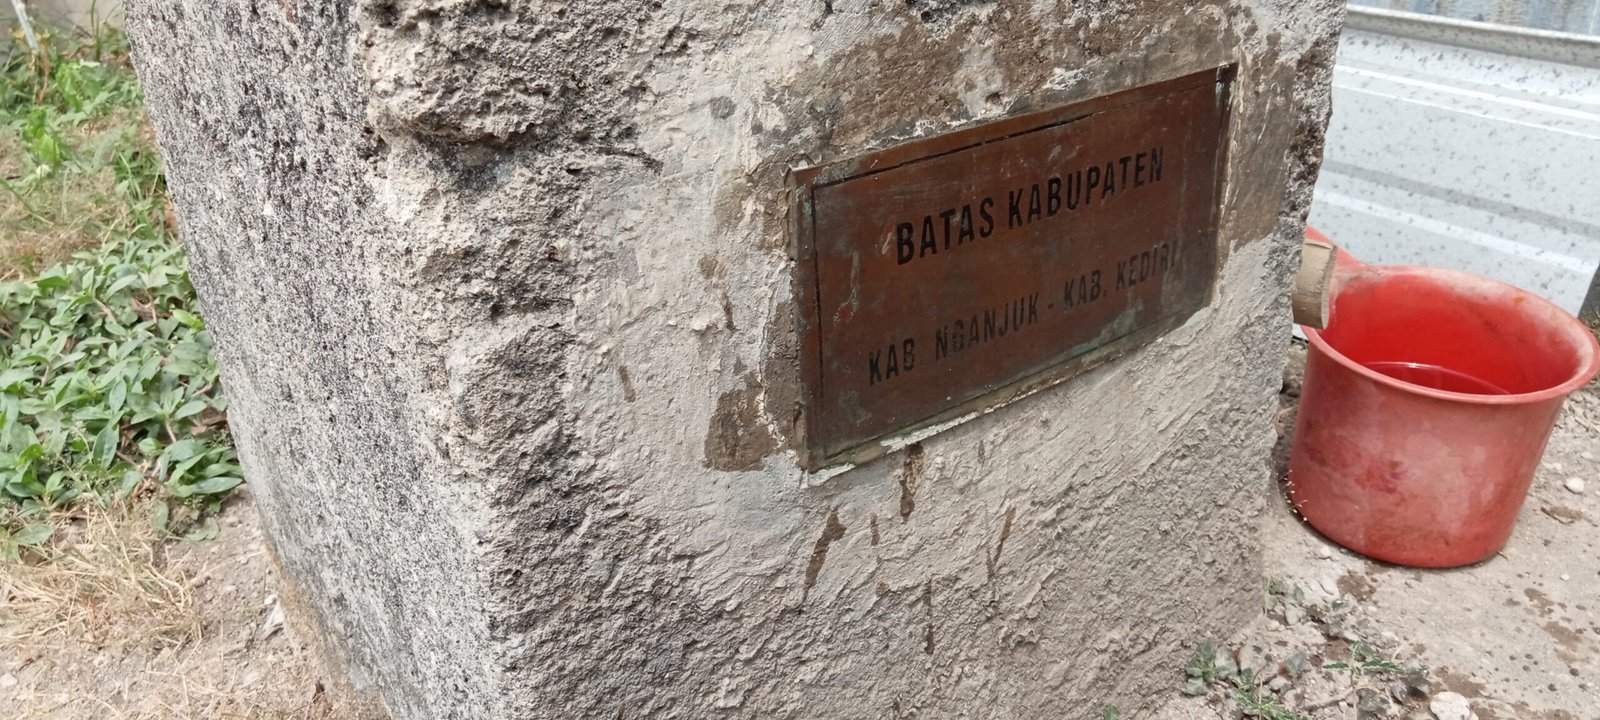 BATAS KABUPATEN
KAB NGANJUK - KAB. KEDIRI